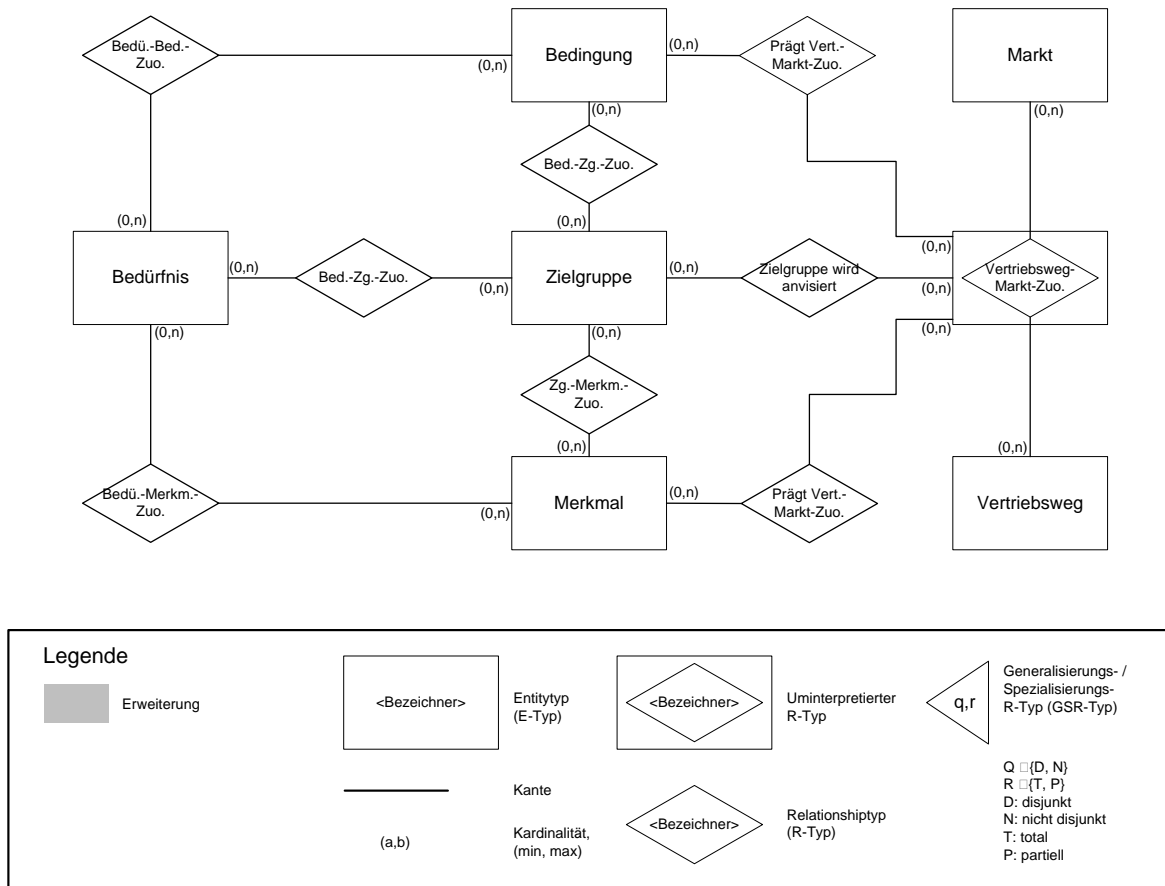 Bedü.-Bed.-
Zuo.
(0,n)
Bedingung
(0,n)
Prägt Vert.-
Markt-Zuo.
Markt
(0,n)
(0,n)
Bed.-Zg.-Zuo.
(0,n)
(0,n)
(0,n)
Bedürfnis
(0,n)
Bed.-Zg.-Zuo.
(0,n)
Zielgruppe
(0,n)
Zielgruppe wird
anvisiert
(0,n)
Vertriebsweg-
Markt-Zuo.
(0,n)
(0,n)
(0,n)
Zg.-Merkm.-
Zuo.
(0,n)
(0,n)
Bedü.-Merkm.-
Zuo.
(0,n)
Merkmal
(0,n)
Prägt Vert.-
Markt-Zuo.
Vertriebsweg
Legende
Erweiterung
<Bezeichner>
Entitytyp
(E-Typ)
<Bezeichner>
Uminterpretierter
R-Typ
q,r
Generalisierungs- /
Spezialisierungs-
R-Typ (GSR-Typ)
Kante
(a,b)
Kardinalität,
(min, max)
<Bezeichner>
Relationshiptyp
(R-Typ)
Q □{D, N}
R □{T, P}
D: disjunkt
N: nicht disjunkt
T: total
P: partiell